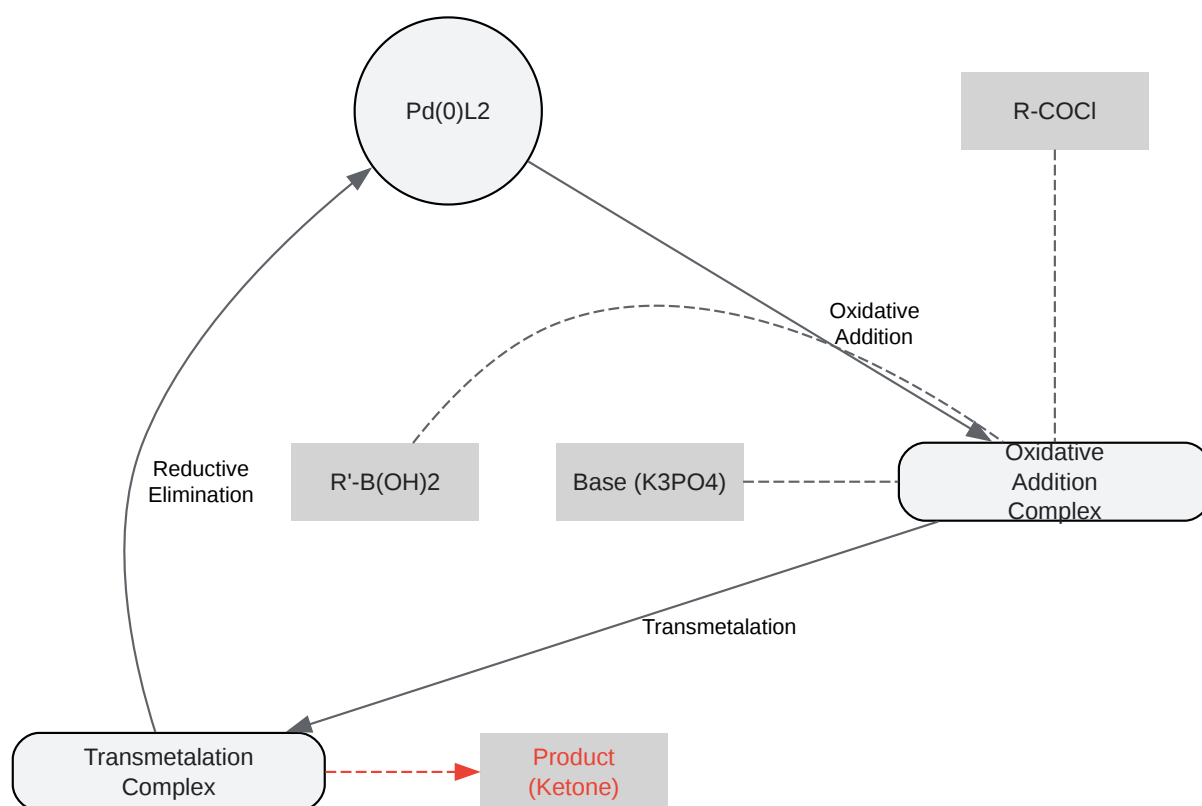 Pd(0)L2
R-COCl
Oxidative
Addition
Reductive
Elimination
R'-B(OH)2
Base (K3PO4)
Oxidative
Addition
Complex
Transmetalation
Transmetalation
Complex
Product
(Ketone)